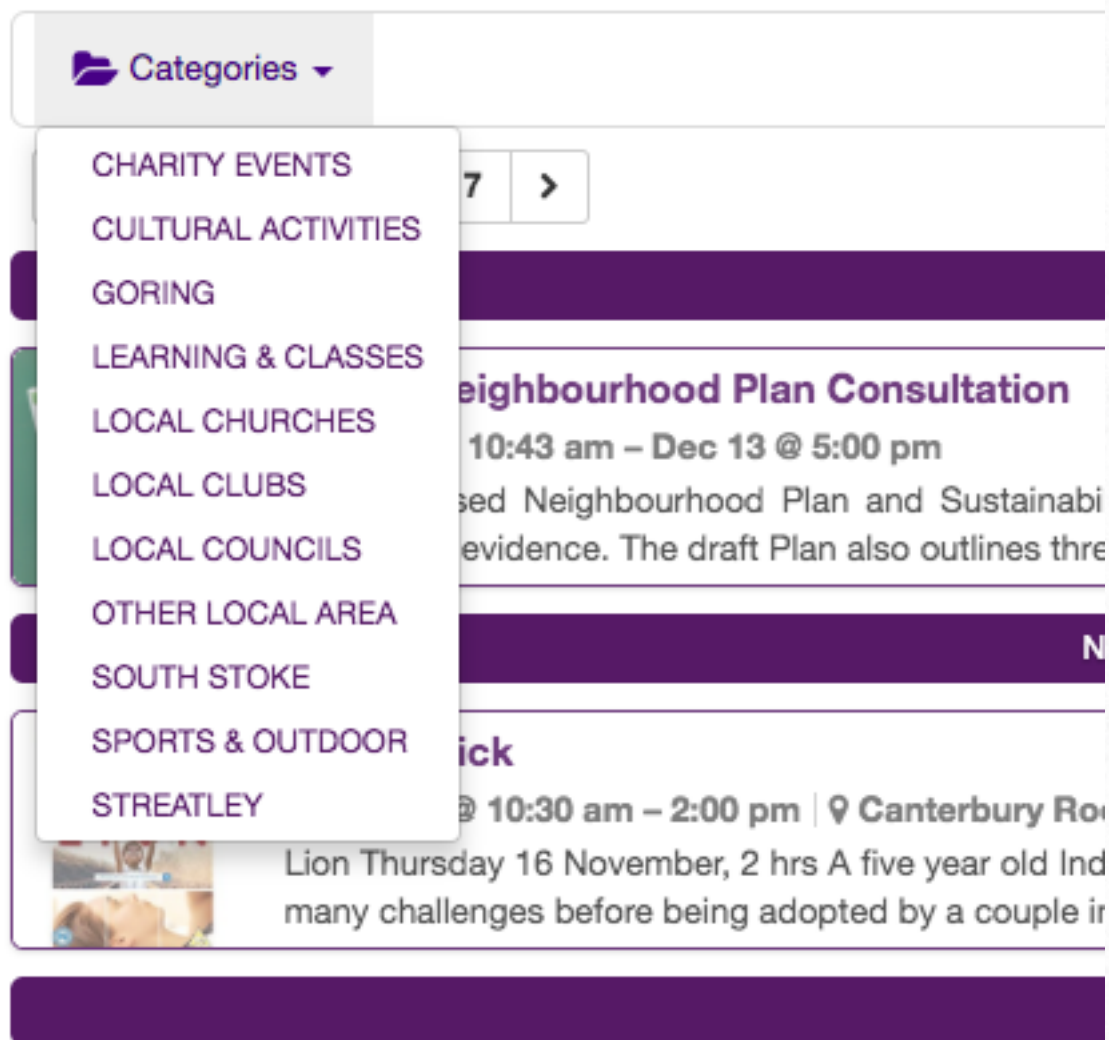 Categories
CHARITY EVENTS
CULTURAL ACTIVITIES
7
GORING
LEARNING & CLASSES
eighbourhood Plan Consultation
LOCAL CHURCHES
10:43 am – Dec 13 @ 5:00 pm
LOCAL CLUBS
sed Neighbourhood Plan and Sustainabi
LOCAL COUNCILS
evidence. The draft Plan also outlines thre
OTHER LOCAL AREA
N
SOUTH STOKE
SPORTS & OUTDOOR
ick
STREATLEY
@ 10:30 am – 2:00 pm Canterbury Roo
Lion Thursday 16 November, 2 hrs A five year old Ind
many challenges before being adopted by a couple in